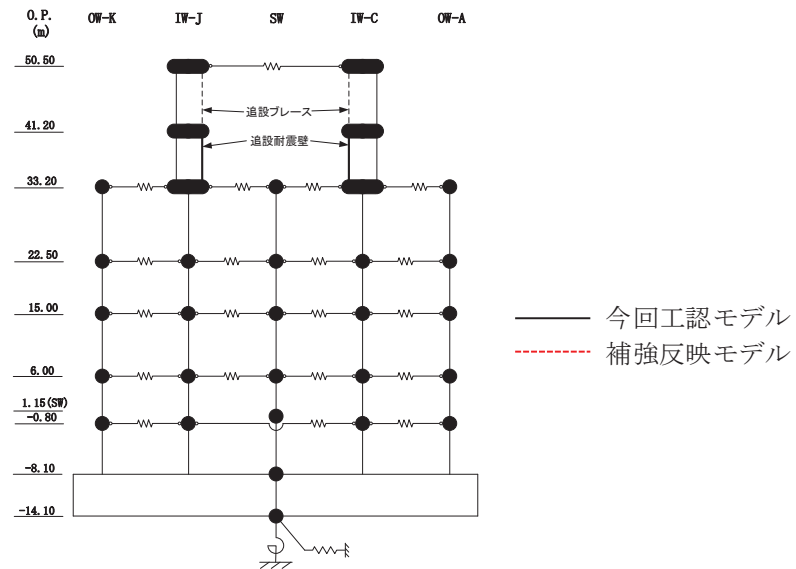 O.P.
(m)
OW-K
IW-J
SW
IW-C
OW-A
50.50
追設ブレース
41.20
追設耐震壁
33.20
22.50
15.00
今回工認モデル
補強反映モデル
6.00
1.15(SW)
-0.80
-8.10
-14.10